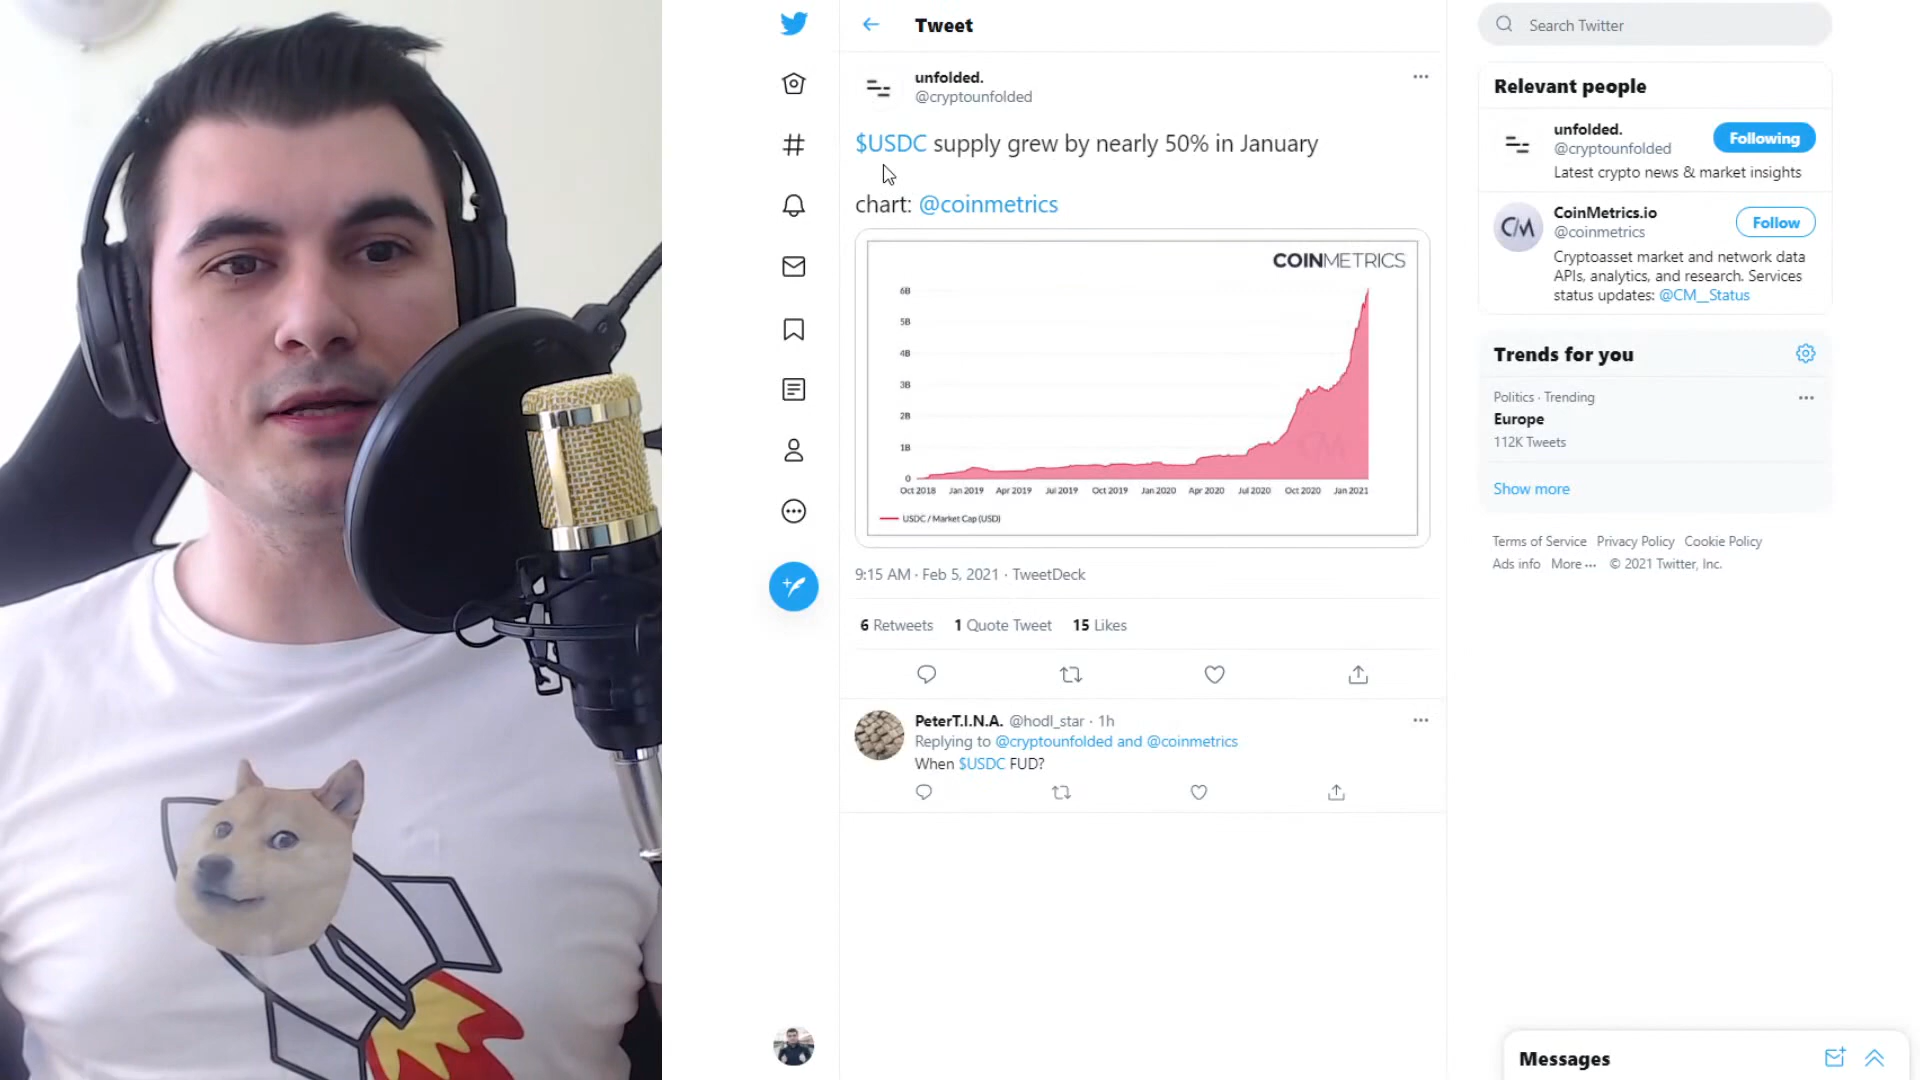 Tweet
unfolded.
@cryptounfolded
$USDC supply grew by nearly 50% in January
chart: @coinmetrics
COINMETRICS
6B
5B
4B
3B
2B
1B
0
Oct 2018 Jan 2019 Apr 2019 Jul 2019 Oct 2019 Jan 2020 Apr 2020 Jul 2020 Oct 2020 Jan 2021
USDC / Market Cap (USD)
9:15 AM · Feb 5, 2021 · TweetDeck
6 Retweets 1 Quote Tweet 15 Likes
PeterT.I.N.A. @hodl_star · 1h
Replying to @cryptounfolded and @coinmetrics
When $USDC FUD?
Search Twitter
Relevant people
unfolded.
@cryptounfolded
Following
Latest crypto news & market insights
CM
CoinMetrics.io
@coinmetrics
Follow
Cryptoasset market and network data
APIs, analytics, and research. Services
status updates: @CM__Status
Trends for you
Politics · Trending
Europe
112K Tweets
Show more
Terms of Service Privacy Policy Cookie Policy
Ads info More ··· © 2021 Twitter, Inc.
Messages